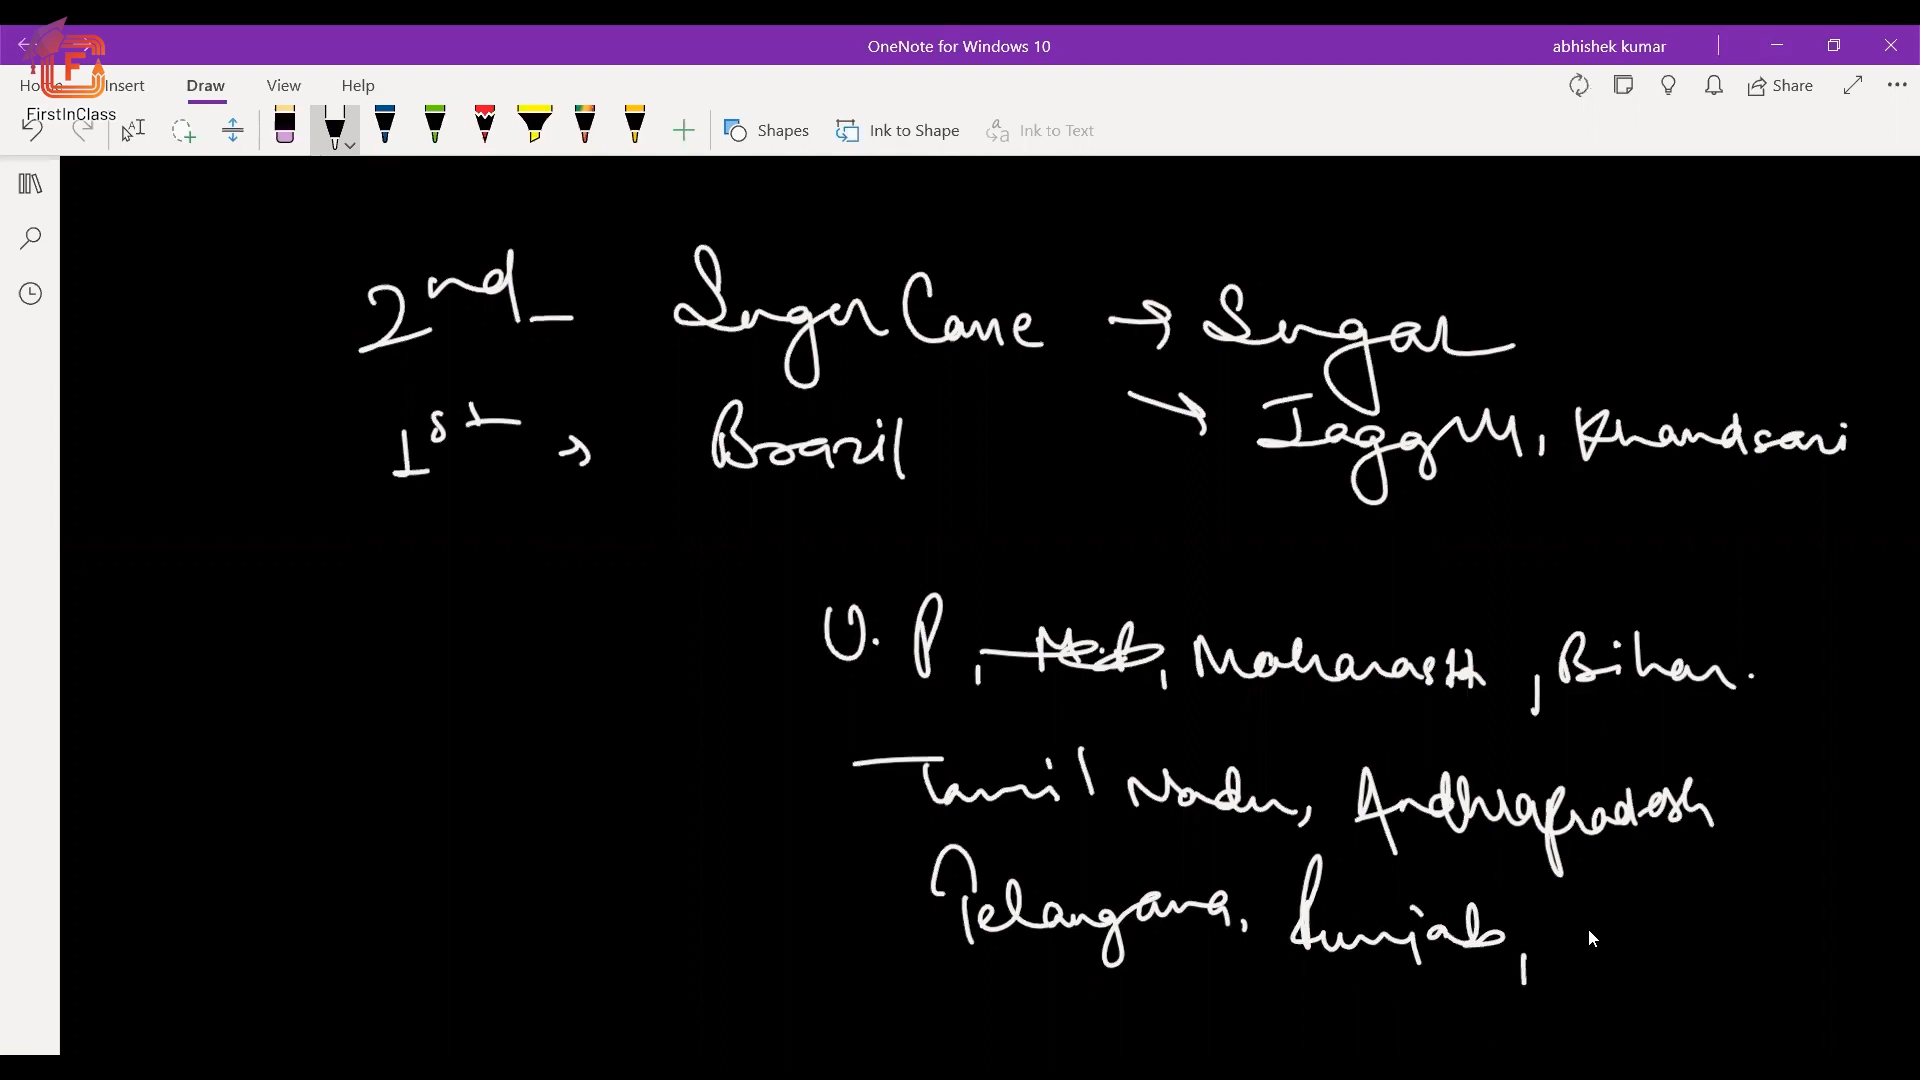 OneNote for Windows 10
abhishek kumar
F
FirstInClass
Home Insert Draw View Help
Share
Shapes Ink to Shape Ink to Text
2nd - Sugar Cane → Sugar
1st → Brazil → Jaggery, Khandsari
U.P, Maharastt, Bihar.
Tamil Nadu, Andhrapradesh
Telangana, Punjab,